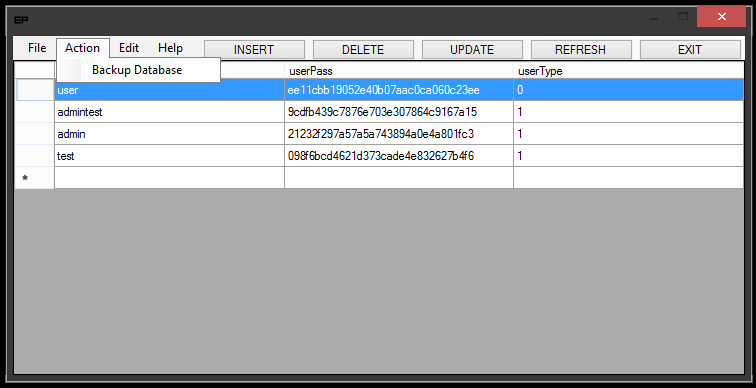 EP
File Action Edit Help INSERT DELETE UPDATE REFRESH EXIT
Backup Database
userPass userType
user ee11cbb19052e40b07aac0ca060c23ee 0
admintest 9cdfb439c7876e703e307864c9167a15 1
admin 21232f297a57a5a743894a0e4a801fc3 1
test 098f6bcd4621d373cade4e832627b4f6 1
*